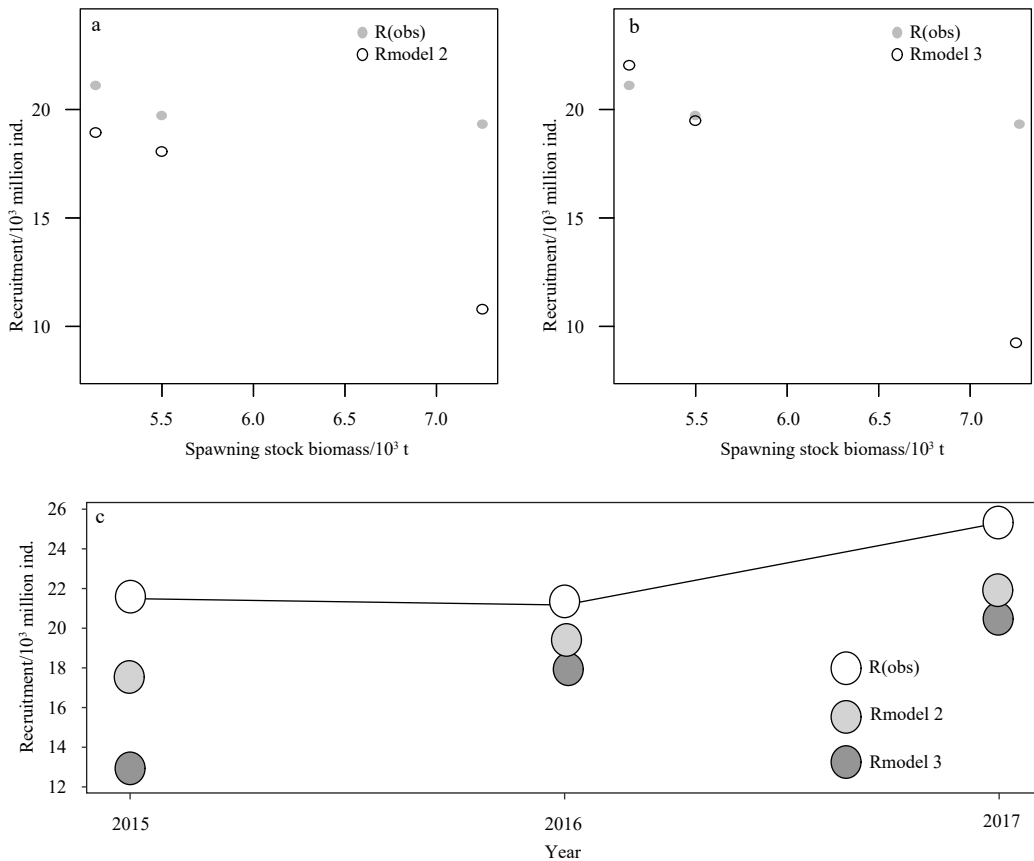 a
R(obs)
Rmodel 2
20
15
10
Recruitment/10³ million ind.
5.5 6.0 6.5 7.0
Spawning stock biomass/10³ t
b
R(obs)
Rmodel 3
20
15
10
Recruitment/10³ million ind.
5.5 6.0 6.5 7.0
Spawning stock biomass/10³ t
c
26
24
22
20
18
16
14
12
Recruitment/10³ million ind.
R(obs)
Rmodel 2
Rmodel 3
2015 2016 2017
Year